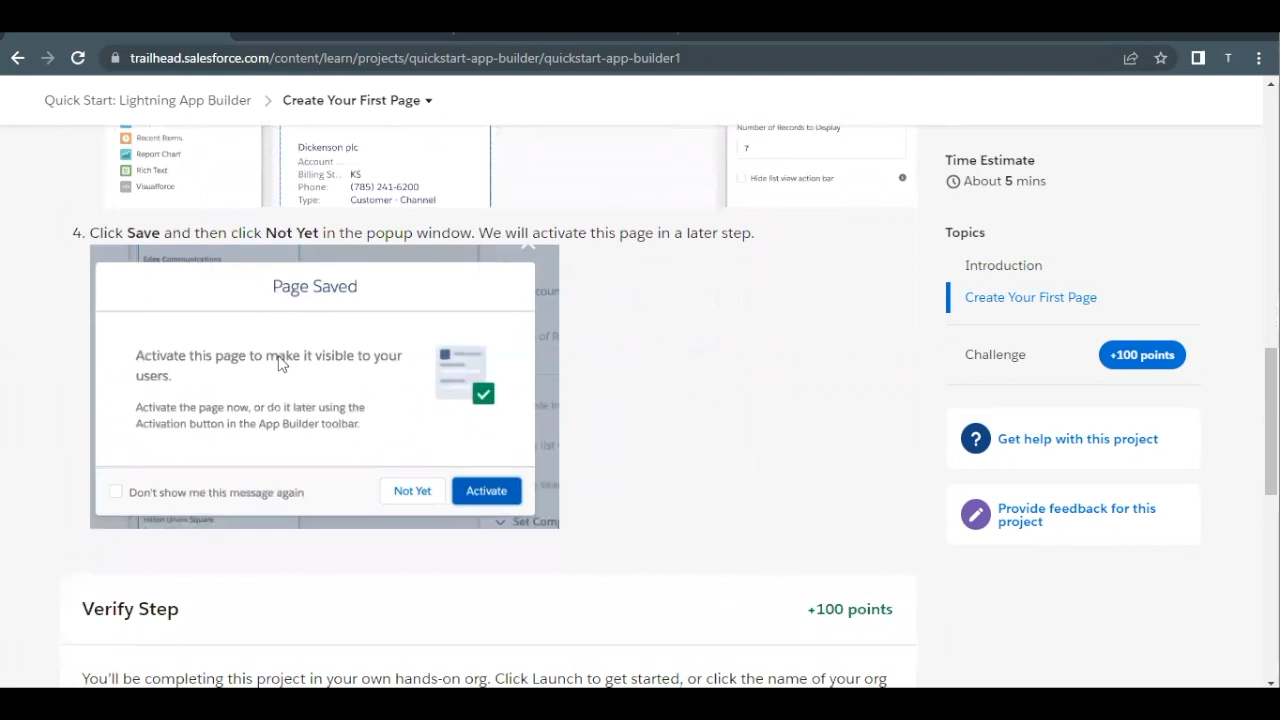 trailhead.salesforce.com/content/learn/projects/quickstart-app-builder/quickstart-app-builder1
T
Quick Start: Lightning App Builder > Create Your First Page
Recent Items
Report Chart
Rich Text
Visualforce
Dickenson plc
Account ...
Billing St... KS
Phone: (785) 241-6200
Type: Customer - Channel
Number of Records to Display
7
Hide list view action bar
4. Click Save and then click Not Yet in the popup window. We will activate this page in a later step.
Edge Communications
Page Saved
Activate this page to make it visible to your
users.
Activate the page now, or do it later using the
Activation button in the App Builder toolbar.
Don't show me this message again
Not Yet
Activate
Set Comp
Verify Step
+100 points
You'll be completing this project in your own hands-on org. Click Launch to get started, or click the name of your org
Time Estimate
About 5 mins
Topics
Introduction
Create Your First Page
Challenge
+100 points
? Get help with this project
Provide feedback for this
project